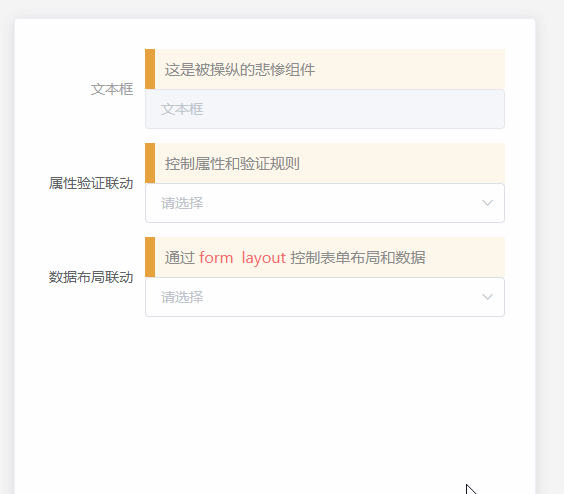 这是被操纵的悲惨组件
文本框
文本框
控制属性和验证规则
属性验证联动
请选择
通过 form layout 控制表单布局和数据
数据布局联动
请选择